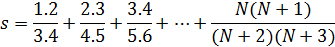 s = 1.2/3.4 + 2.3/4.5 + 3.4/5.6 + ⋯ + N(N + 1)/(N + 2)(N + 3)